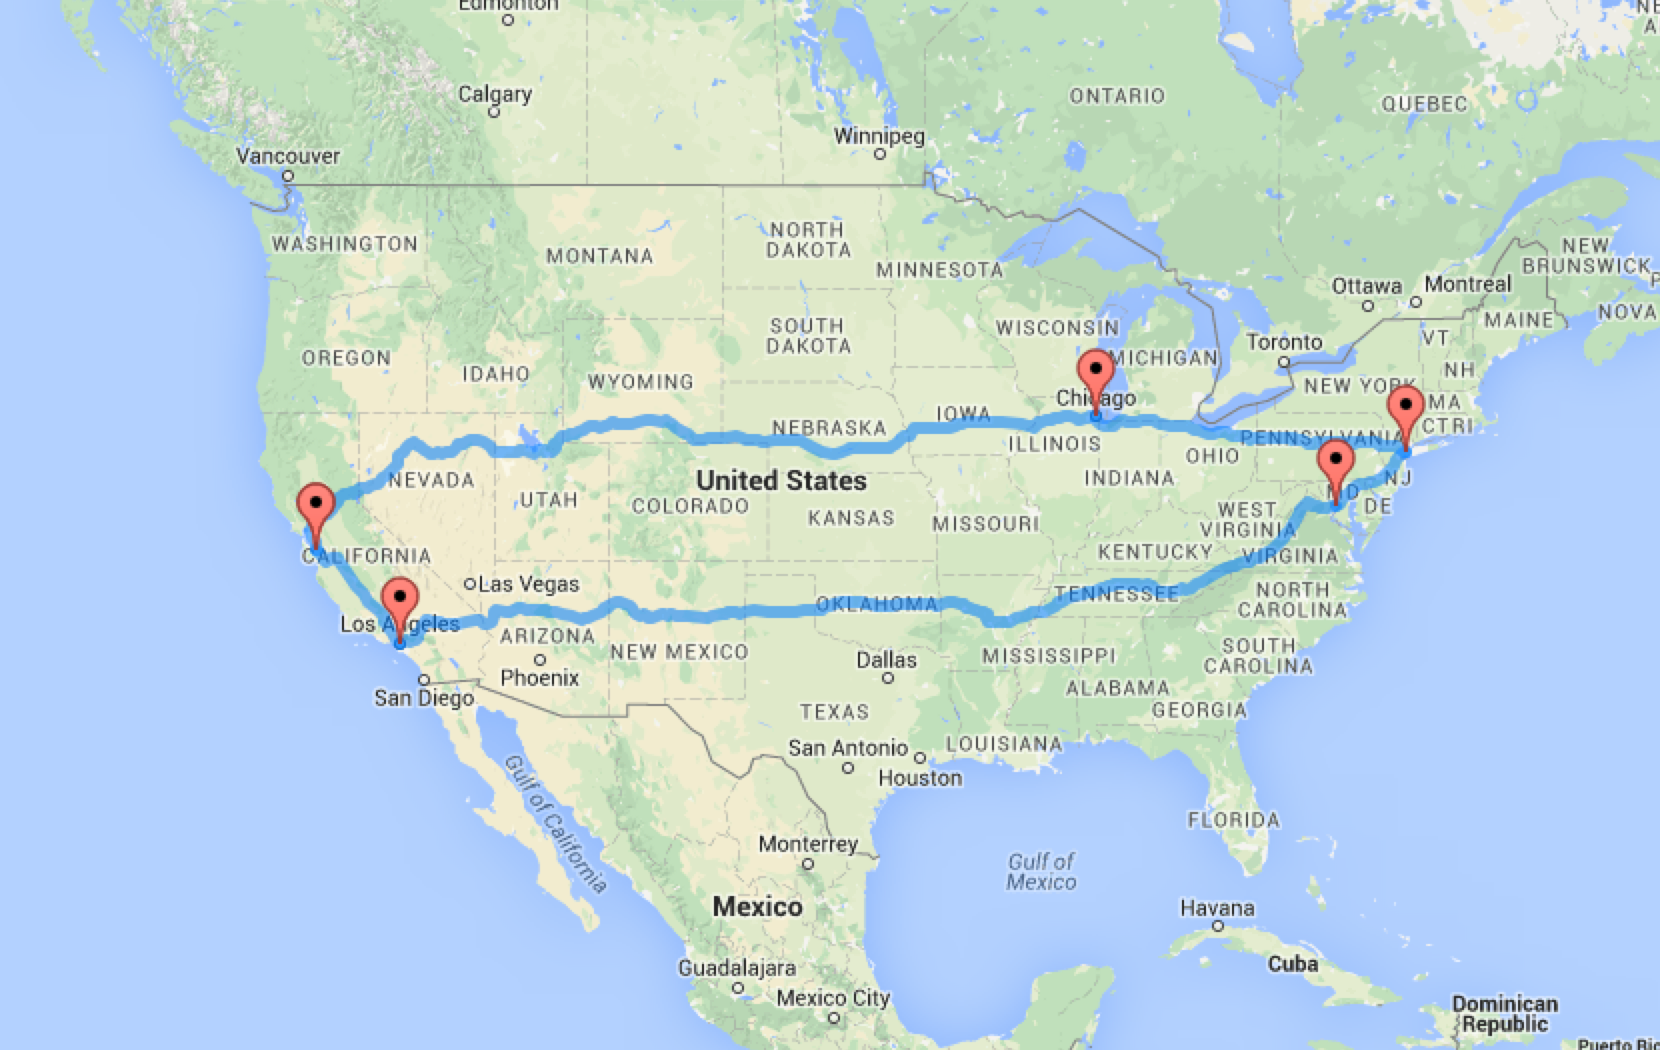 Edmonton
Calgary
Winnipeg
Vancouver
ONTARIO
QUEBEC
WASHINGTON
MONTANA
NORTH
DAKOTA
MINNESOTA
NEW
BRUNSWICK
Ottawa
Montreal
NOVA
MAINE
SOUTH
DAKOTA
WISCONSIN
MICHIGAN
Toronto
VT
OREGON
IDAHO
WYOMING
NH
NEW YORK
Chicago
MA
IOWA
CTRI
NEBRASKA
ILLINOIS
PENNSYLVANIA
OHIO
NEVADA
United States
INDIANA
MD
NJ
DE
UTAH
COLORADO
KANSAS
MISSOURI
WEST
VIRGINIA
CALIFORNIA
KENTUCKY
VIRGINIA
Las Vegas
TENNESSEE
NORTH
CAROLINA
OKLAHOMA
Los Angeles
ARIZONA
NEW MEXICO
Dallas
MISSISSIPPI
SOUTH
CAROLINA
Phoenix
San Diego
ALABAMA
TEXAS
GEORGIA
San Antonio
LOUISIANA
Houston
Gulf of California
FLORIDA
Monterrey
Gulf of
Mexico
Mexico
Havana
Guadalajara
Cuba
Mexico City
Dominican
Republic
Puerto Ric